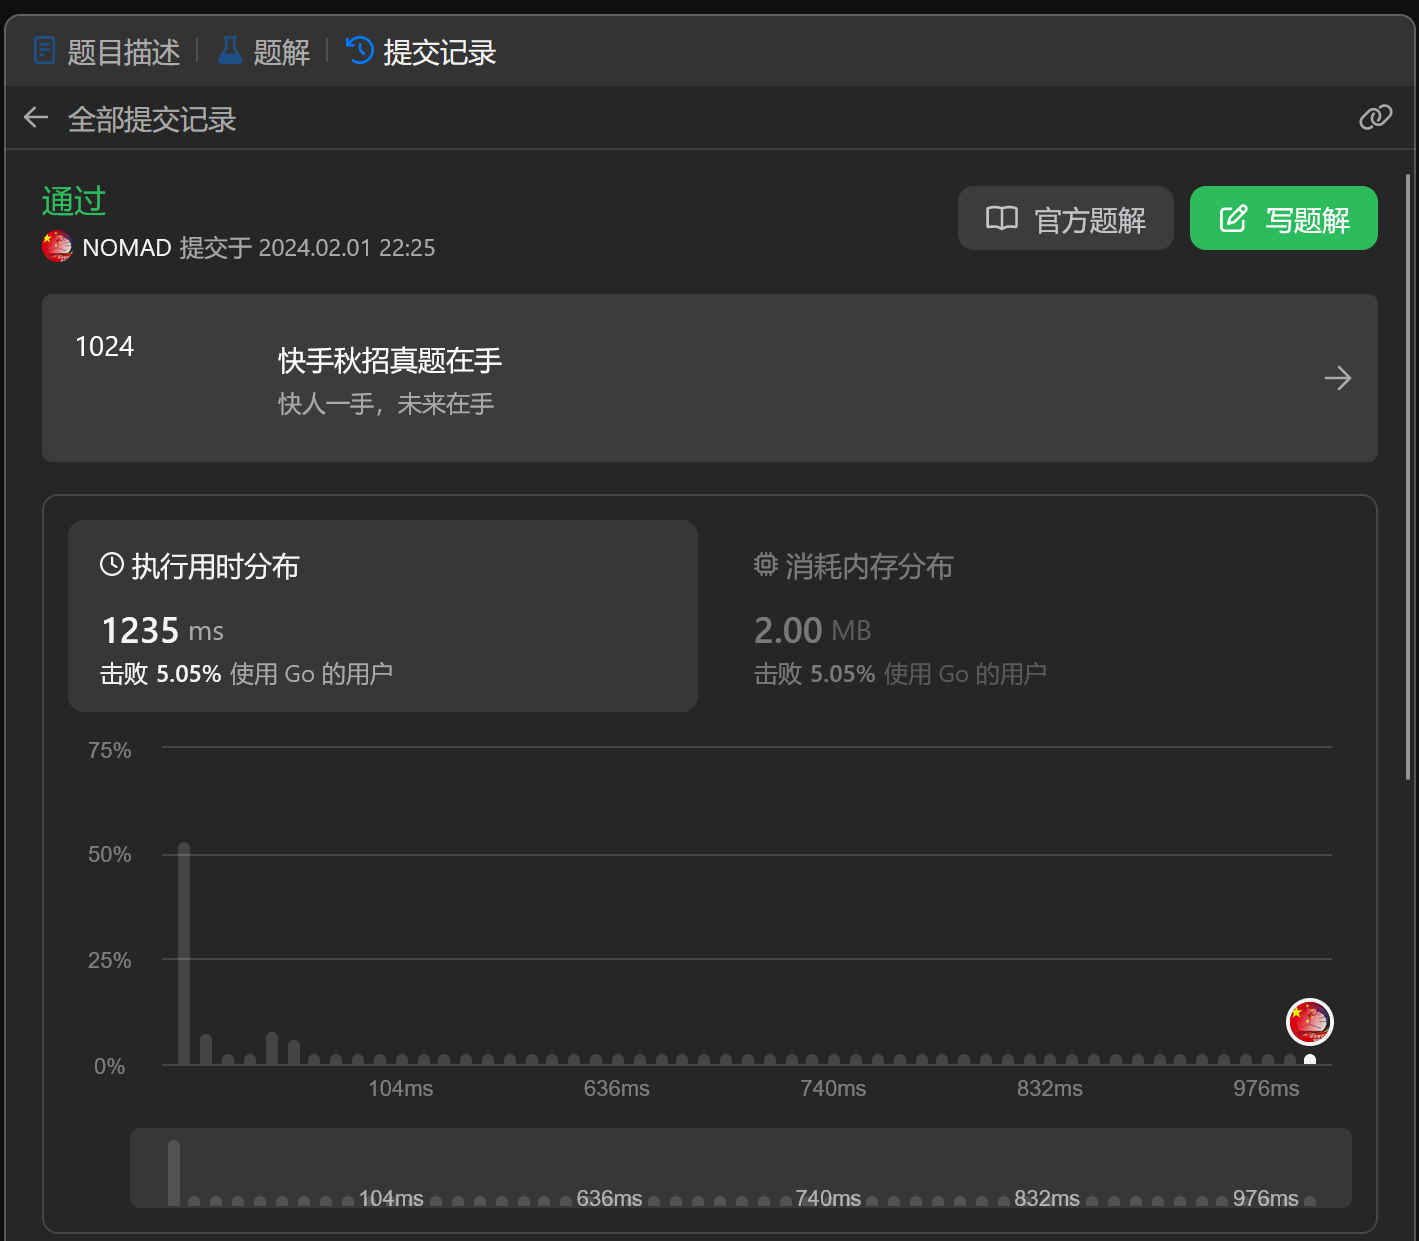 题目描述 题解 提交记录
全部提交记录
通过
NOMAD 提交于 2024.02.01 22:25
官方题解 写题解
1024
快手秋招真题在手
快人一手，未来在手
执行用时分布
1235 ms
击败 5.05% 使用 Go 的用户
消耗内存分布
2.00 MB
击败 5.05% 使用 Go 的用户
75%
50%
25%
0%
104ms 636ms 740ms 832ms 976ms
104ms 636ms 740ms 832ms 976ms